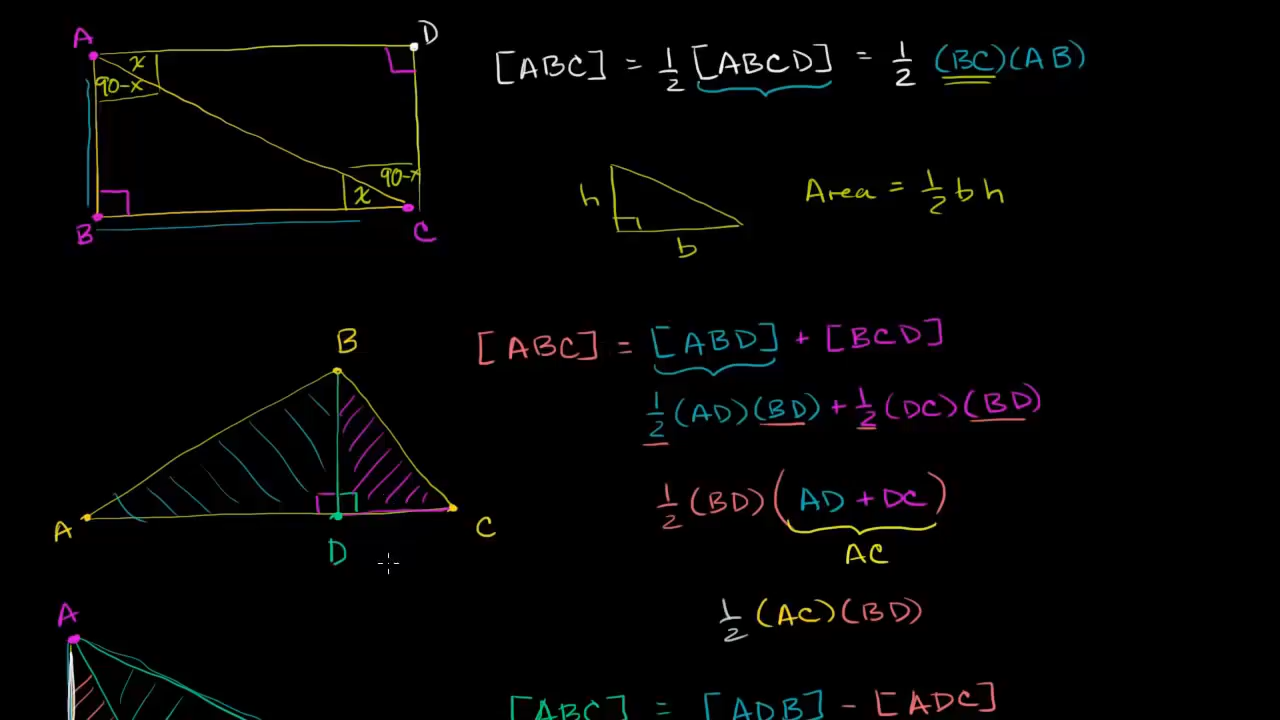 A
D
x
90-x
[ABC] = 1/2 [ABCD] = 1/2 (BC)(AB)
90-x
x
B
C
h
b
Area = 1/2 b h
B
[ABC] = [ABD] + [BCD]
1/2 (AD)(BD) + 1/2 (DC)(BD)
1/2 (BD) (AD + DC)
A
C
D
AC
1/2 (AC)(BD)
A
[ABC] = [ADB] - [ADC]